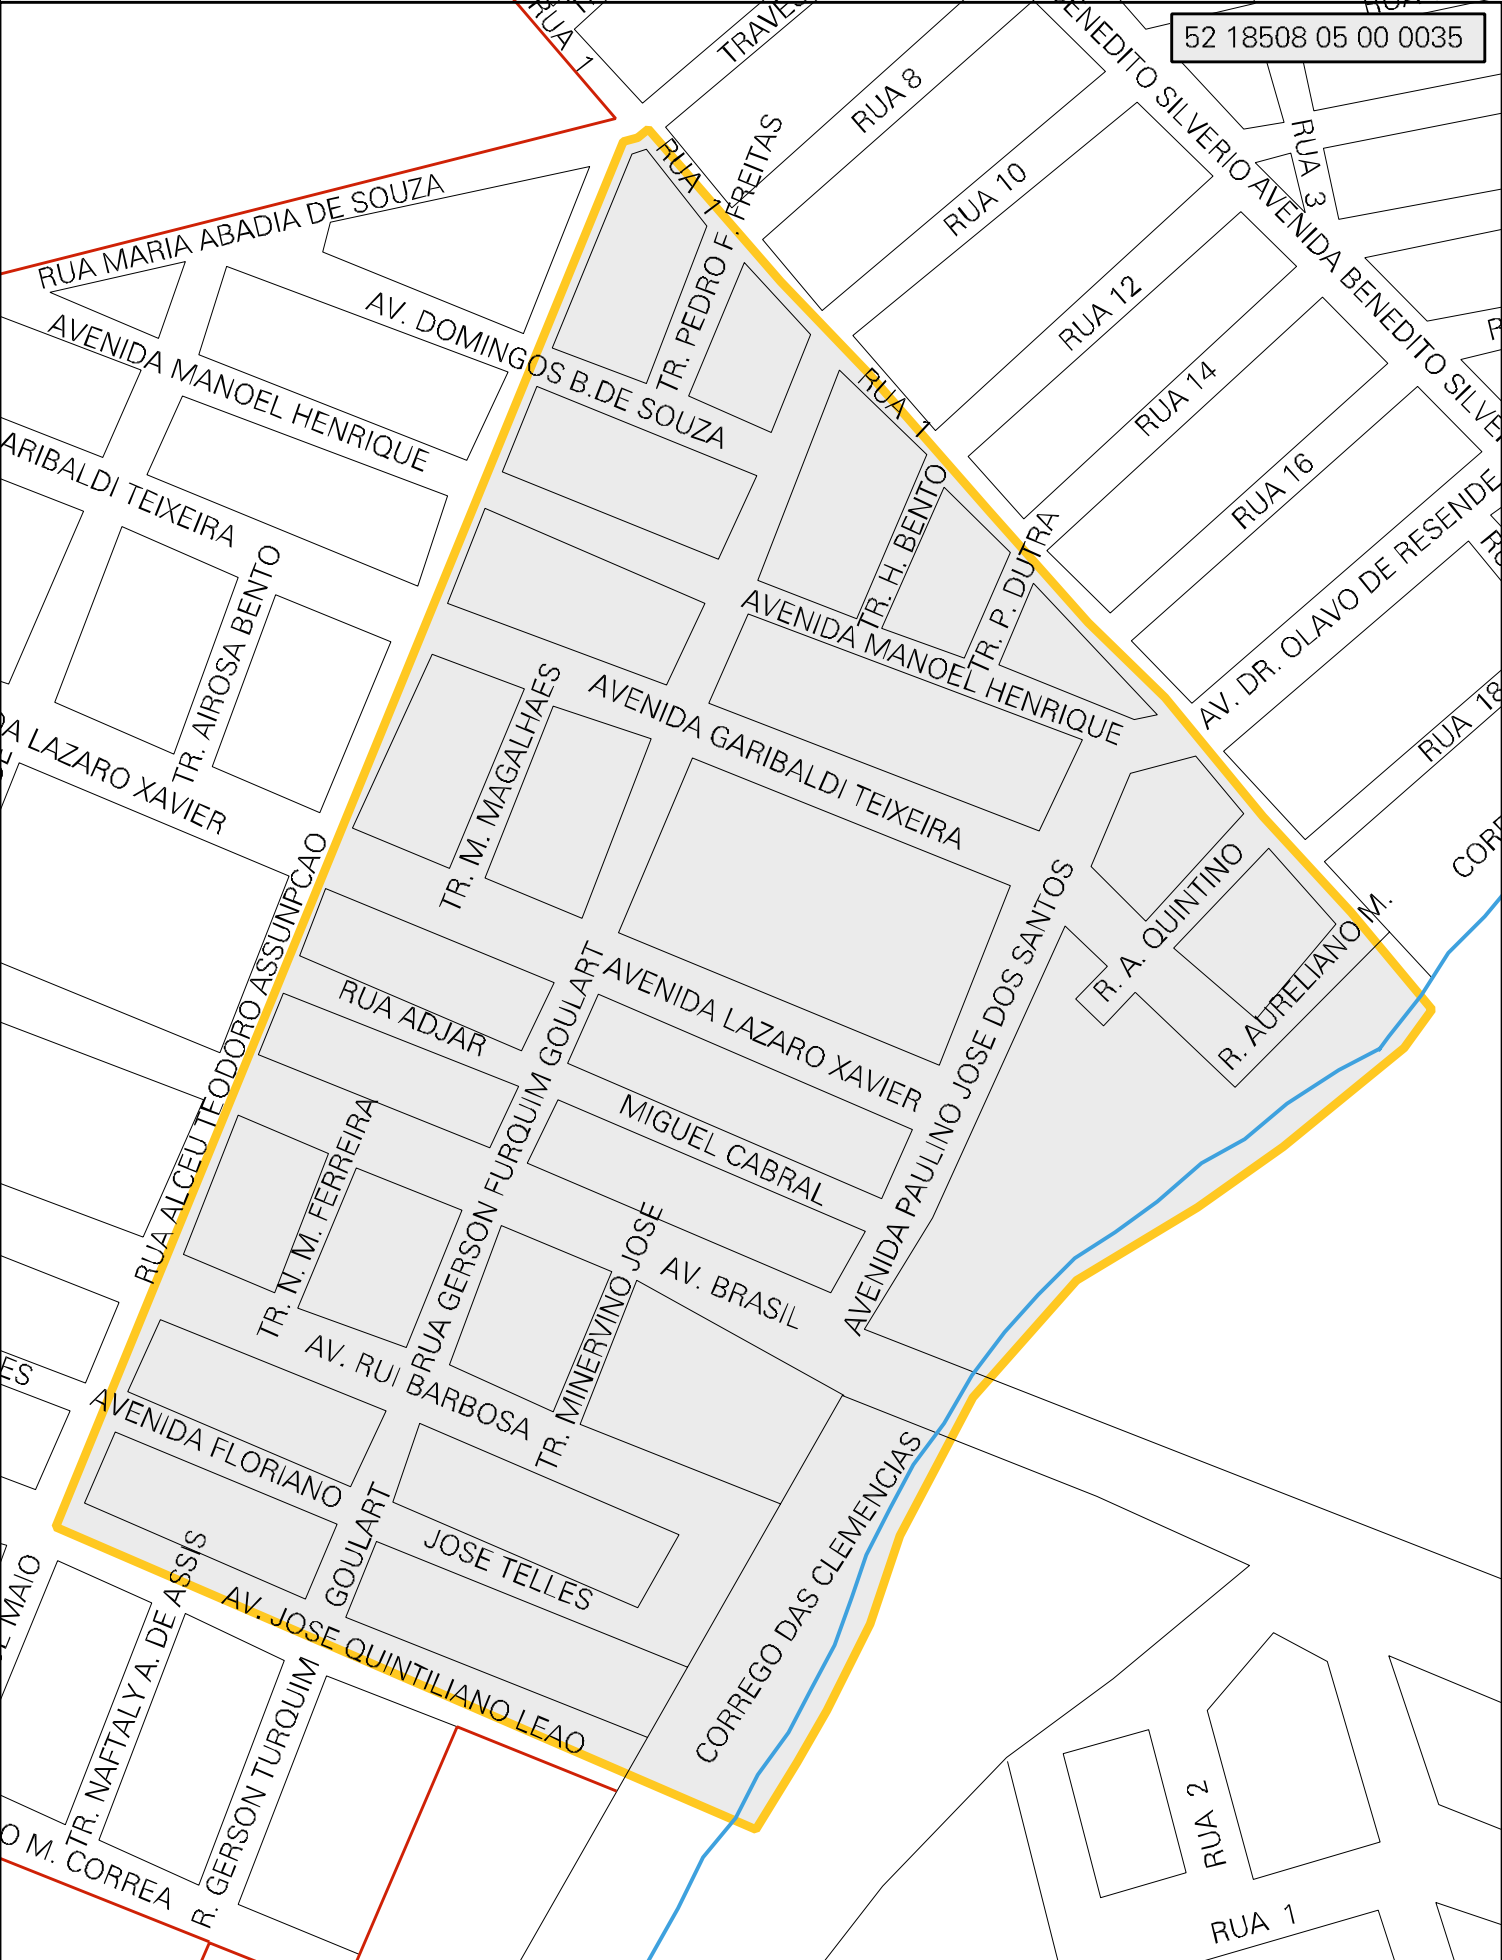 52 18508 05 00 0035
RUA 1
RUA 8
BENEDITO SILVERIO
AVENIDA BENEDITO
RUA 3
TR. PEDRO F. FREITAS
RUA 1
RUA 10
RUA MARIA ABADIA DE SOUZA
RUA 12
AV. DOMINGOS B.DE SOUZA
AVENIDA MANOEL HENRIQUE
RUA 14
RUA 1
RUA 16
ARIBALDI TEIXEIRA
TR. H. BENTO
TR. P. DUTRA
AV. DR. OLAVO DE RESENDE
TR. AIROSA BENTO
AVENIDA MANOEL HENRIQUE
RUA 18
TR. M. MAGALHAES
AVENIDA GARIBALDI TEIXEIRA
DA LAZARO XAVIER
R. A. QUINTINO
RUA ALCEU TEODORO ASSUNPCAO
AVENIDA PAULINO JOSE DOS SANTOS
R. AURELIANO M.
AVENIDA LAZARO XAVIER
RUA ADJAR
RUA GERSON FURQUIM GOULART
MIGUEL CABRAL
TR. N. M. FERREIRA
TR. MINERVINO JOSE
AV. BRASIL
AV. RUI BARBOSA
ES
AVENIDA FLORIANO
CORREGO DAS CLEMENCIAS
GOULART
JOSE TELLES
MAIO
TR. NAFTALY A. DE ASSIS
AV. JOSE QUINTILIANO LEAO
R. GERSON TURQUIM
RUA 2
O M. CORREA
RUA 1